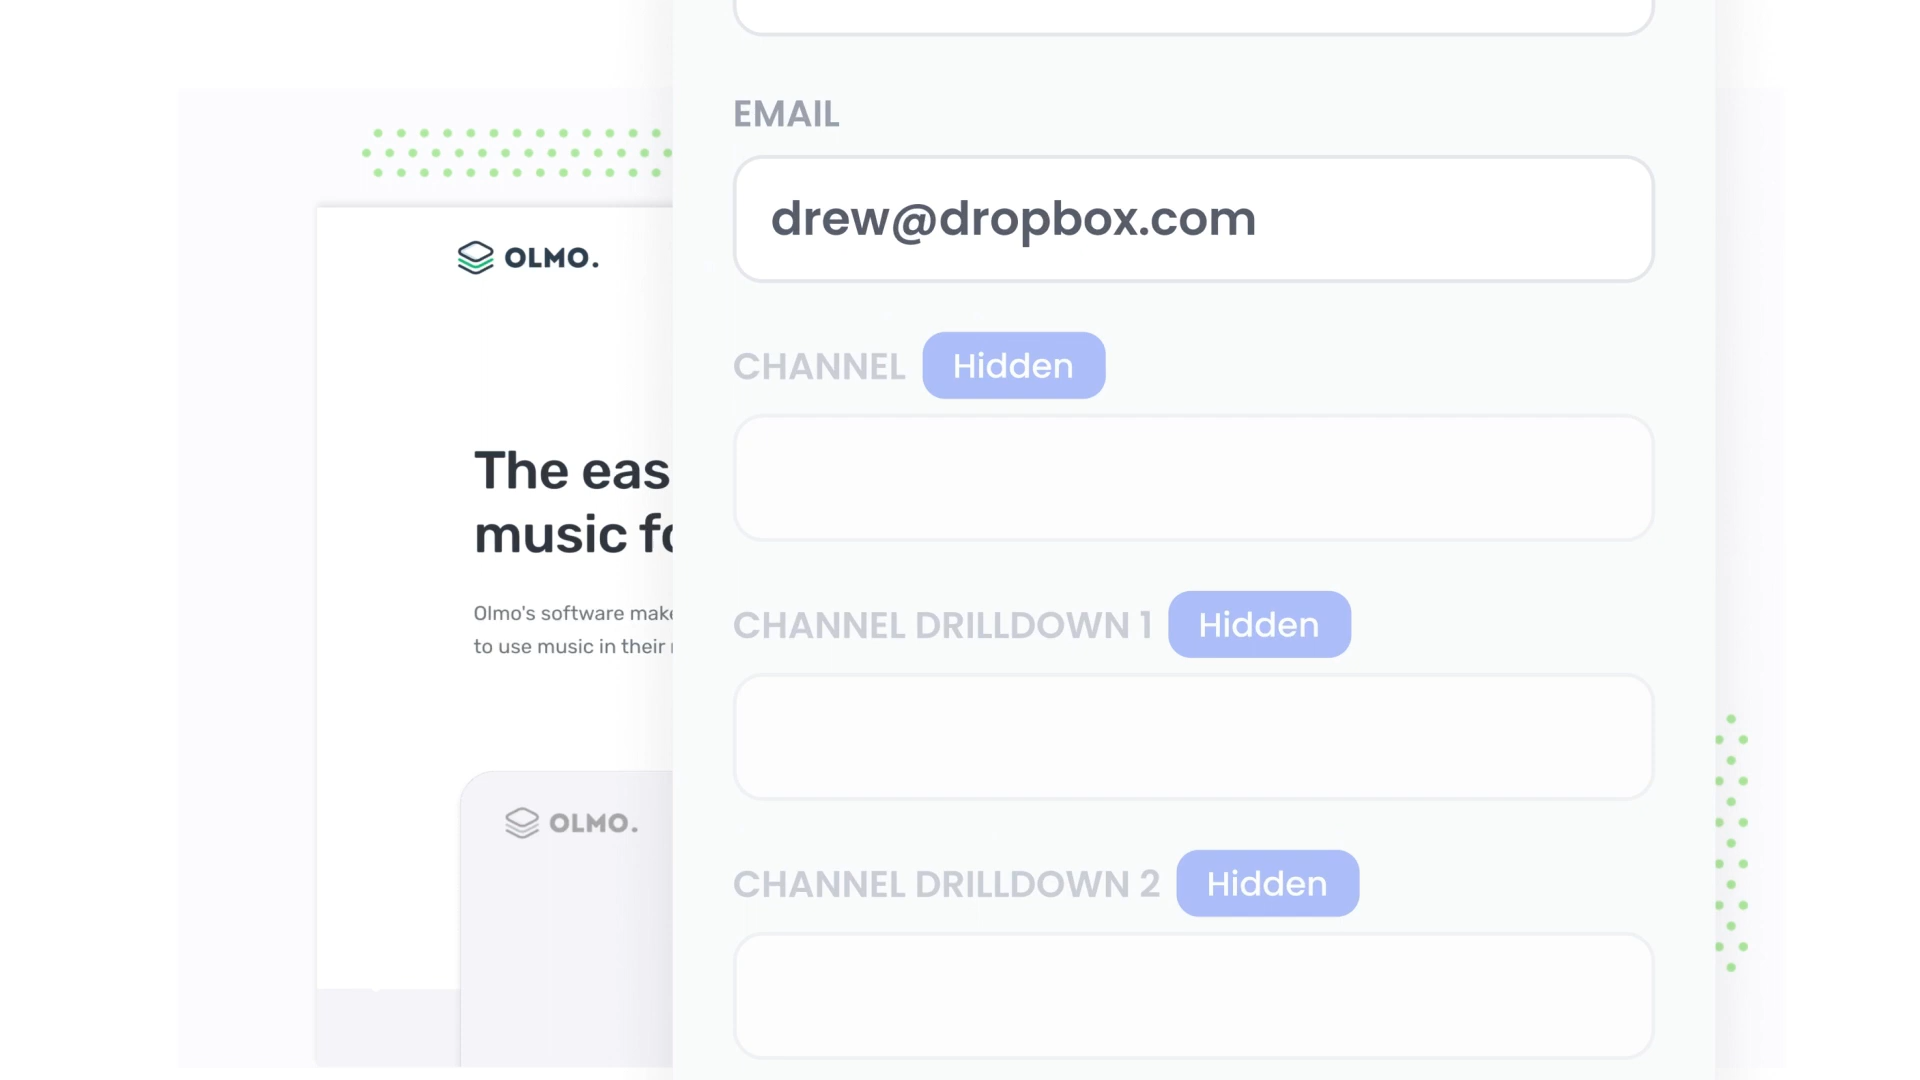 OLMO.
The eas
music fo
Olmo's software make
to use music in their
OLMO.
EMAIL
drew@dropbox.com
CHANNEL Hidden
CHANNEL DRILLDOWN 1 Hidden
CHANNEL DRILLDOWN 2 Hidden